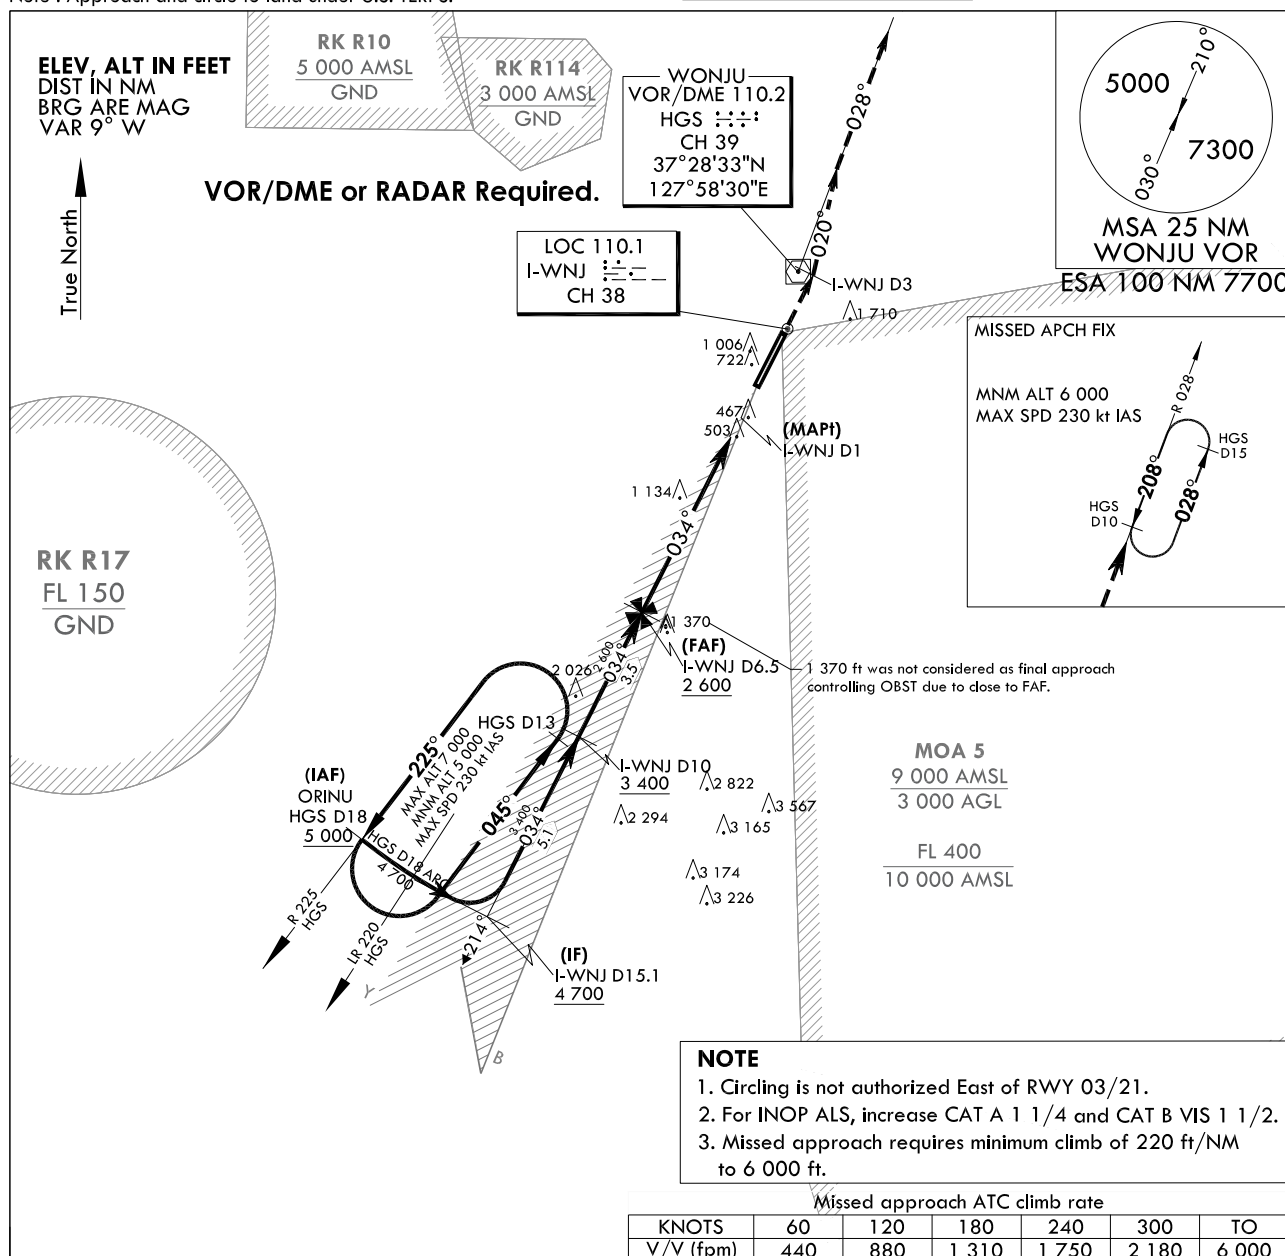 ELEV, ALT IN FEET
DIST IN NM
BRG ARE MAG
VAR 9° W
True North
RK R10
5 000 AMSL
GND
RK R114
3 000 AMSL
GND
VOR/DME or RADAR Required.
WONJU
VOR/DME 110.2
HGS
CH 39
37°28'33"N
127°58'30"E
LOC 110.1
I-WNJ
CH 38
028°
020°
I-WNJ D3
1 710
5000
7300
210°
030°
MSA 25 NM
WONJU VOR
ESA 100 NM 7700
MISSED APCH FIX
MNM ALT 6 000
MAX SPD 230 kt IAS
R 028
HGS
D15
208°
028°
HGS
D10
1 006
722
467
503
(MAPt)
I-WNJ D1
1 134
034°
RK R17
FL 150
GND
1 370
(FAF)
I-WNJ D6.5
2 600
1 370 ft was not considered as final approach
controlling OBST due to close to FAF.
2 026
2 600
034°
3.5
HGS D13
I-WNJ D10
3 400
225°
MAX ALT 7 000
MNM ALT 5 000
MAX SPD 230 kt IAS
045°
3 400
034°
5.1
(IAF)
ORINU
HGS D18
5 000
HGS D18 ARC
4 700
2 822
3 567
2 294
3 165
3 174
3 226
MOA 5
9 000 AMSL
3 000 AGL
FL 400
10 000 AMSL
R 225
HGS
LR 220
HGS
214°
(IF)
I-WNJ D15.1
4 700
Y
B
NOTE
1. Circling is not authorized East of RWY 03/21.
2. For INOP ALS, increase CAT A 1 1/4 and CAT B VIS 1 1/2.
3. Missed approach requires minimum climb of 220 ft/NM
to 6 000 ft.
Missed approach ATC climb rate
KNOTS 60 120 180 240 300 TO
V/V (fpm) 440 880 1 310 1 750 2 180 6 000